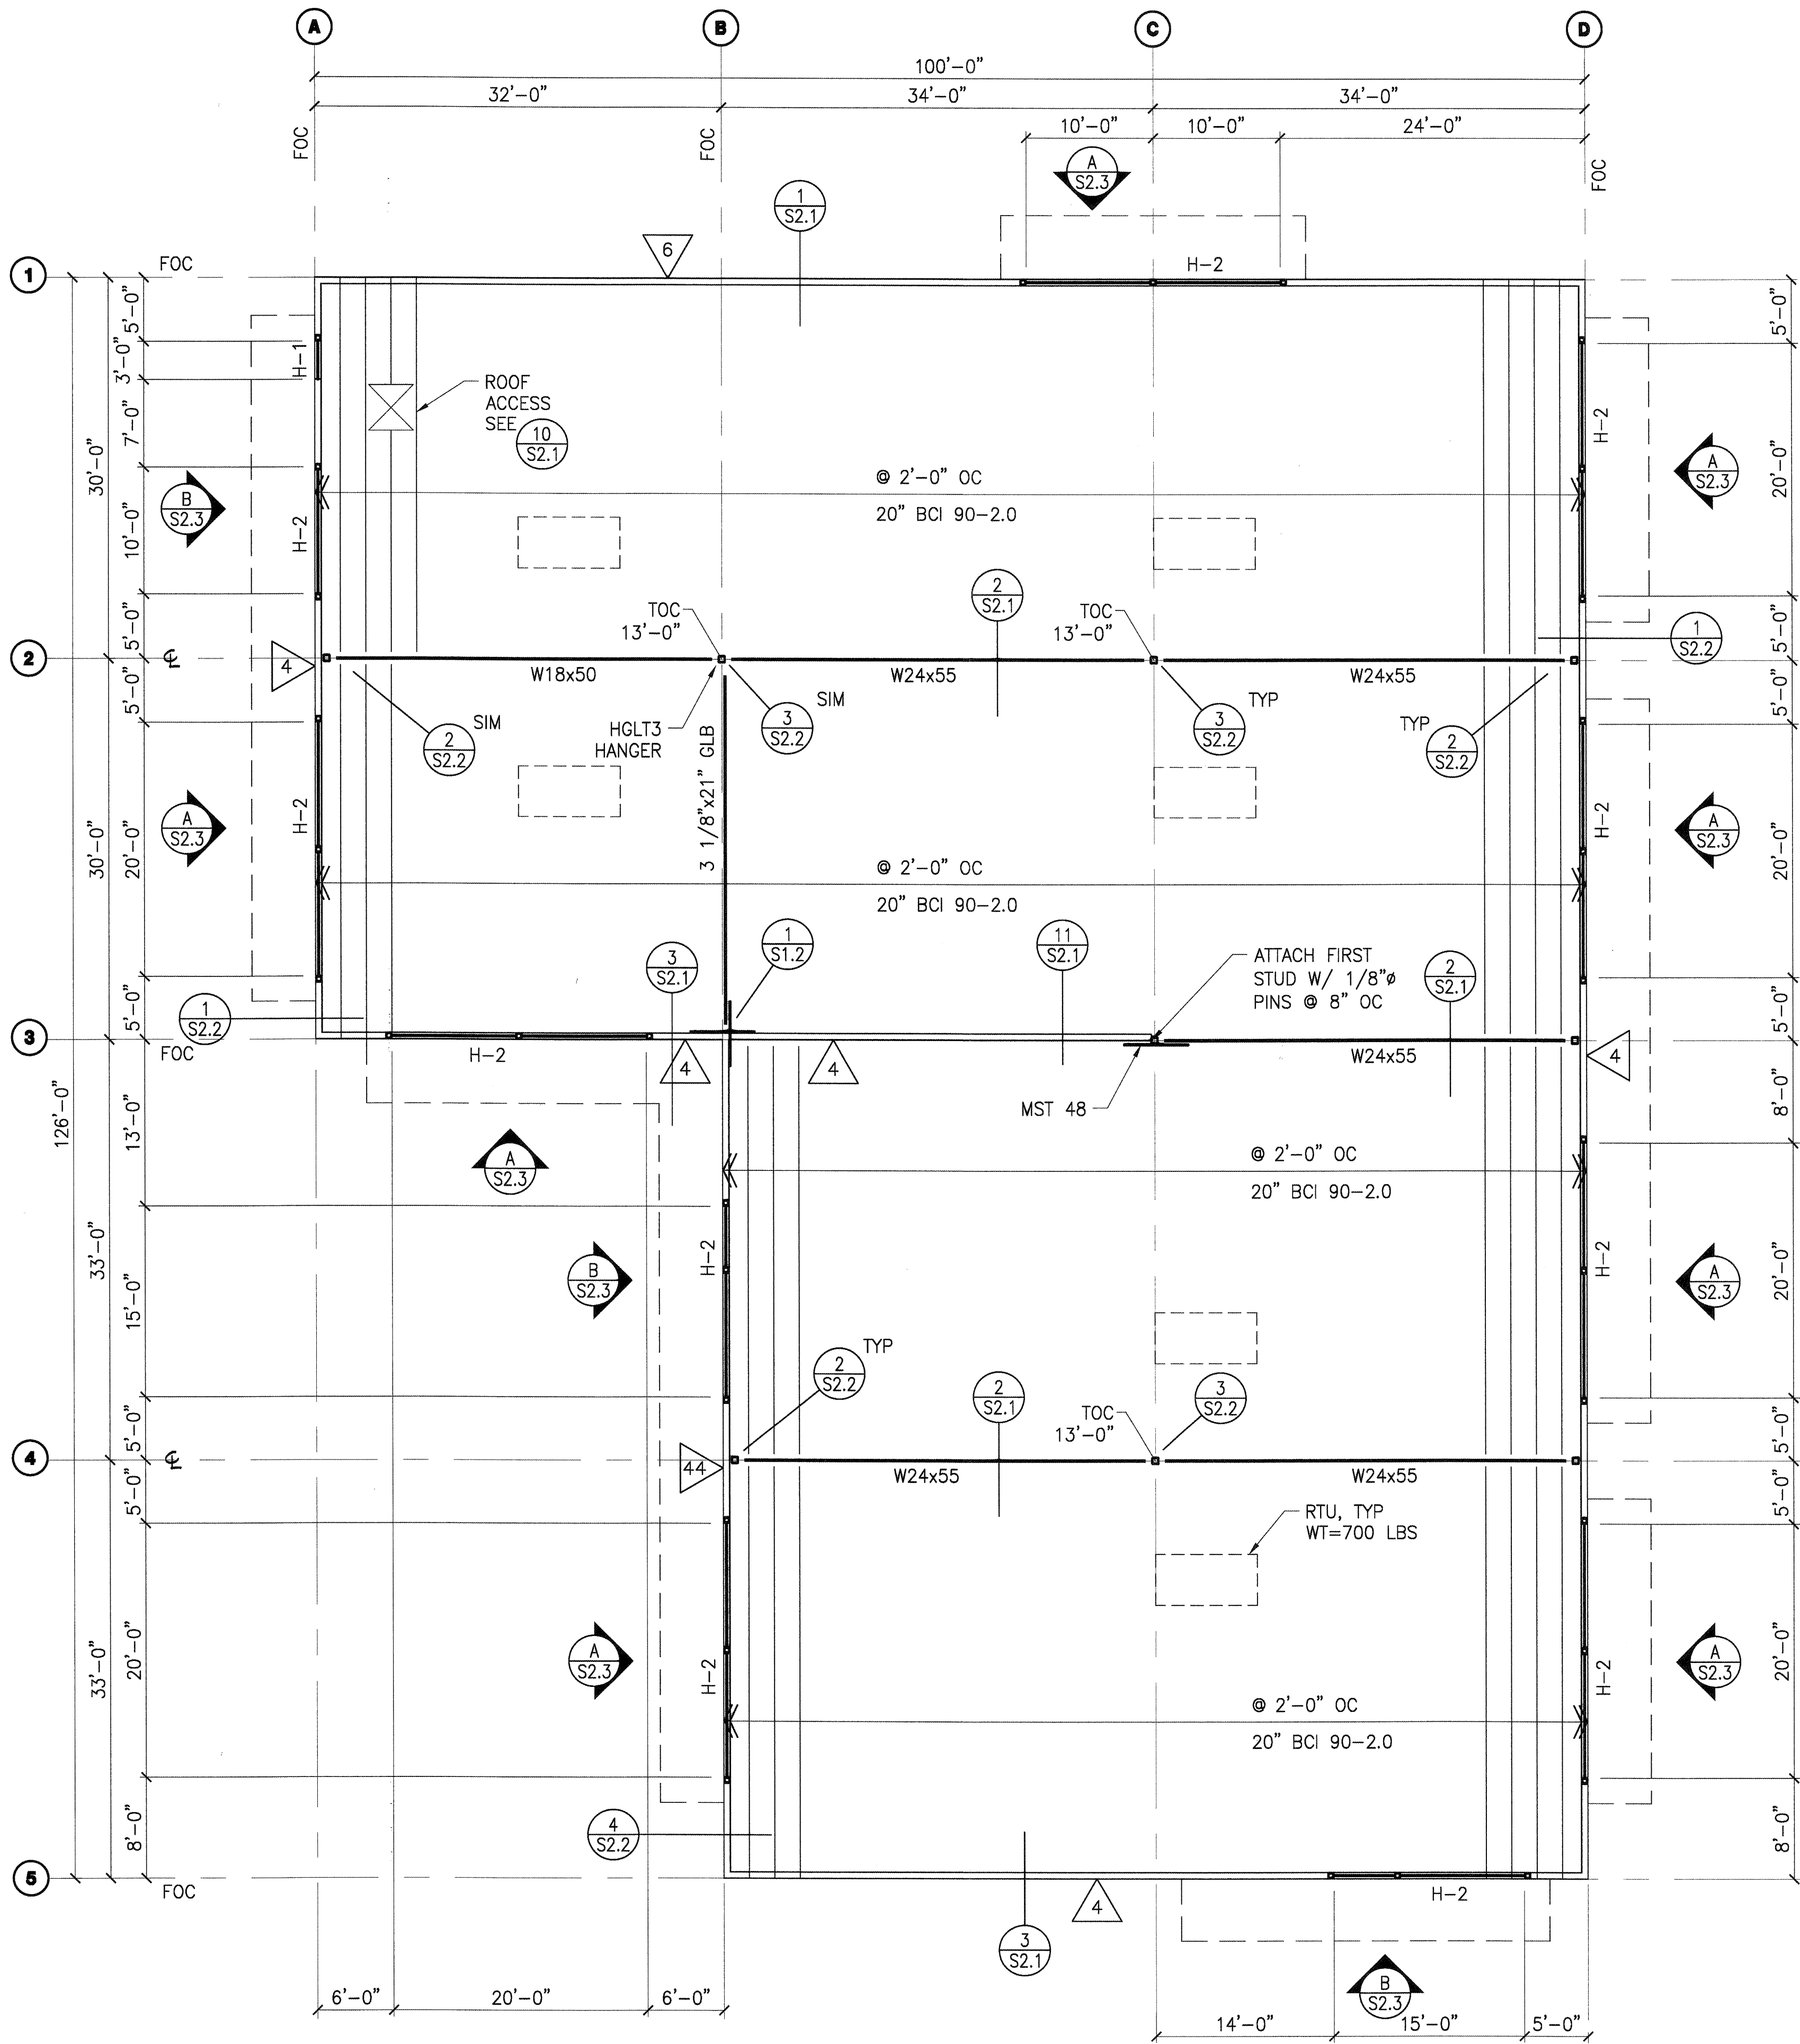 A
B
C
D
100'-0"
32'-0"
34'-0"
34'-0"
10'-0"
10'-0"
24'-0"
FOC
FOC
FOC
A
S2.3
1
S2.1
6
1
FOC
H-2
5'-0"
5'-0"
3'-0"
H-1
ROOF
ACCESS
SEE
10
S2.1
7'-0"
30'-0"
H-2
B
S2.3
10'-0"
H-2
@ 2'-0" OC
20" BCI 90-2.0
A
S2.3
20'-0"
2
S2.1
TOC
13'-0"
TOC
13'-0"
1
S2.2
5'-0"
5'-0"
2
℄
4
W18x50
W24x55
W24x55
5'-0"
5'-0"
SIM
2
S2.2
HGLT3
HANGER
3
S2.2
SIM
3
S2.2
TYP
TYP
2
S2.2
3 1/8"x21" GLB
A
S2.3
H-2
20'-0"
30'-0"
H-2
A
S2.3
20'-0"
@ 2'-0" OC
20" BCI 90-2.0
3
S2.1
1
S1.2
11
S2.1
ATTACH FIRST
STUD W/ 1/8"ø
PINS @ 8" OC
2
S2.1
1
S2.2
5'-0"
5'-0"
3
FOC
H-2
4
4
W24x55
4
MST 48
8'-0"
126'-0"
13'-0"
A
S2.3
@ 2'-0" OC
20" BCI 90-2.0
33'-0"
15'-0"
B
S2.3
H-2
H-2
A
S2.3
20'-0"
2
S2.2
TYP
2
S2.1
TOC
13'-0"
3
S2.2
5'-0"
5'-0"
4
℄
44
W24x55
W24x55
5'-0"
5'-0"
RTU, TYP
WT=700 LBS
33'-0"
20'-0"
A
S2.3
H-2
H-2
A
S2.3
20'-0"
@ 2'-0" OC
20" BCI 90-2.0
4
S2.2
8'-0"
8'-0"
5
FOC
H-2
4
3
S2.1
B
S2.3
6'-0"
20'-0"
6'-0"
14'-0"
15'-0"
5'-0"